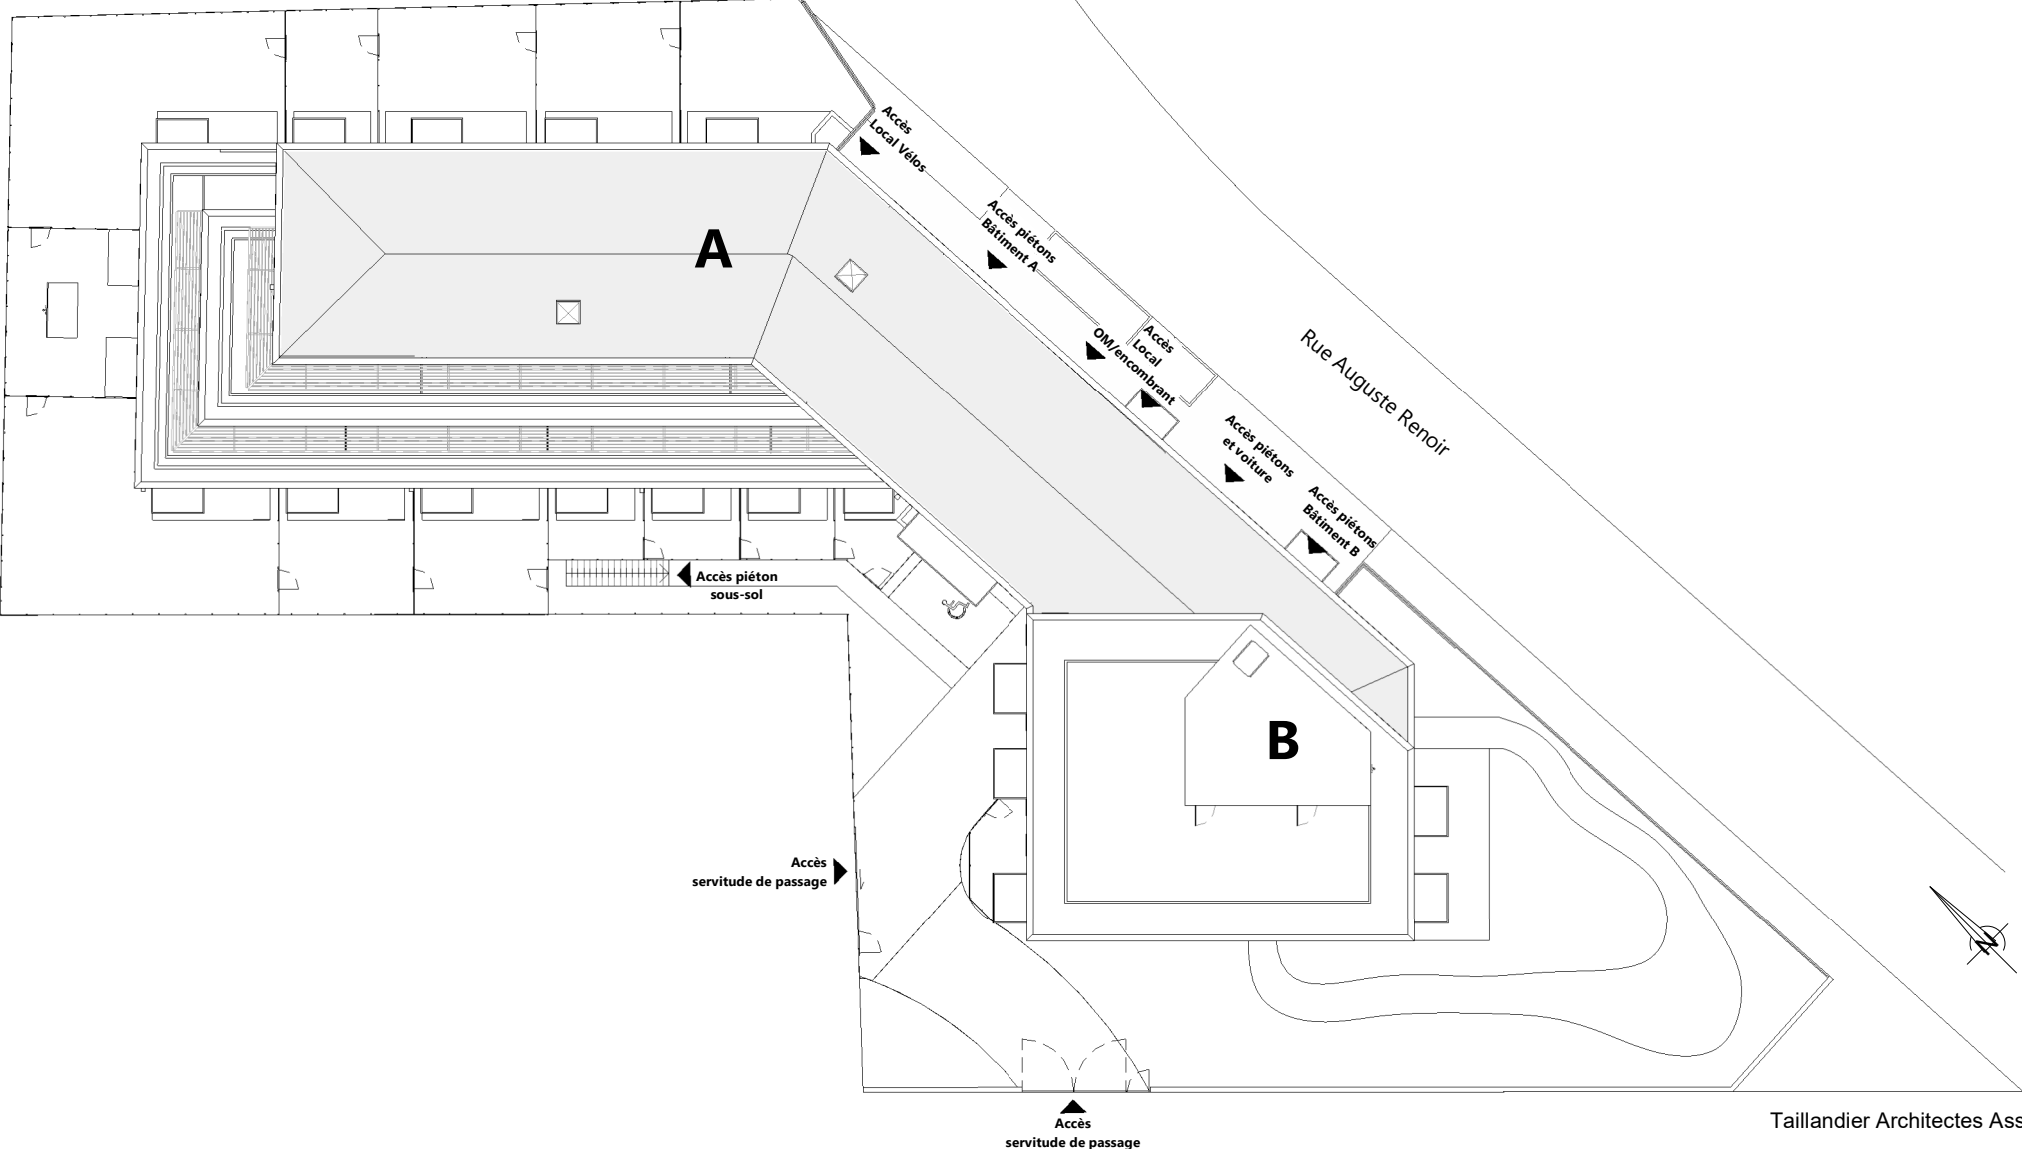 Accès
Local Vélos
Accès piétons
Bâtiment A
A
Accès
Local
OM/encombrant
Rue Auguste Renoir
Accès piétons
et voiture
Accès piétons
Bâtiment B
Accès piéton
sous-sol
B
Accès
servitude de passage
N
Accès
servitude de passage
Taillandier Architectes Ass